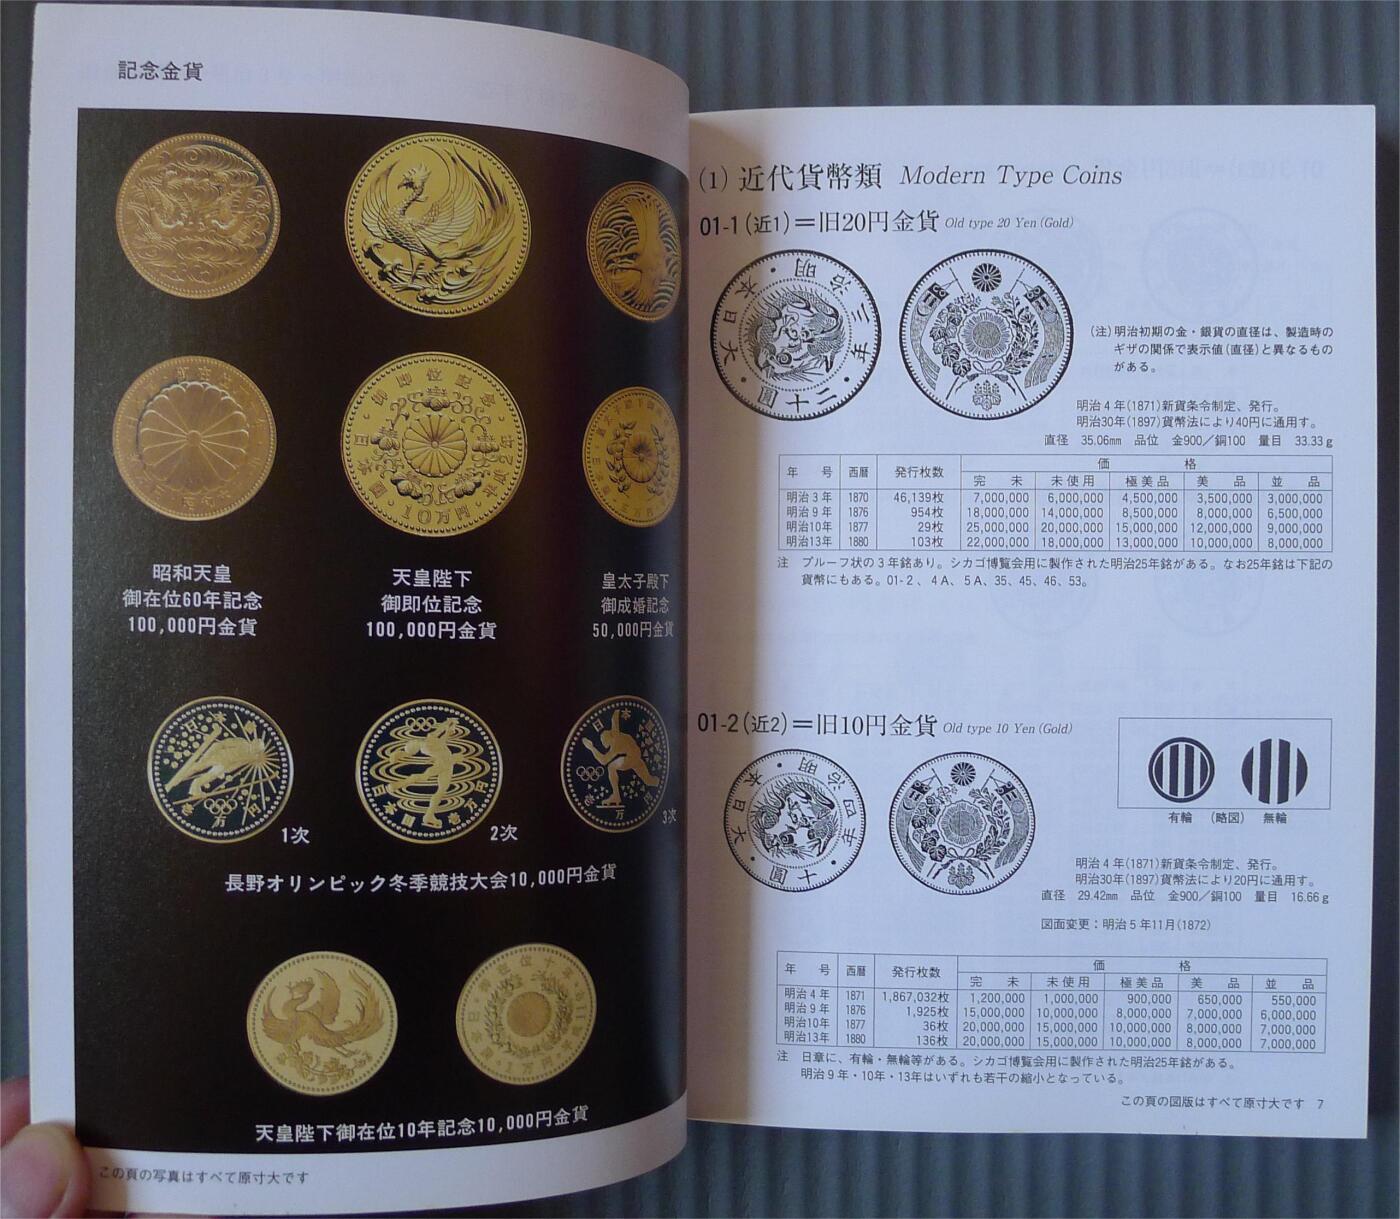 記念金貨
昭和天皇
御在位60年記念
100,000円金貨
天皇陛下
御即位記念
100,000円金貨
皇太子殿下
御成婚記念
50,000円金貨
1次
2次
3次
長野オリンピック冬季競技大会10,000円金貨
天皇陛下御在位10年記念10,000円金貨
この頁の写真はすべて原寸大です
(1) 近代貨幣類 Modern Type Coins
01-1(近1)=旧20円金貨 Old type 20 Yen (Gold)
(注)明治初期の金・銀貨の直径は、製造時の
ギザの関係で表示値(直径)と異なるもの
がある。
明治4年(1871)新貨条令制定、発行。
明治30年(1897)貨幣法により40円に通用す。
直径 35.06mm 品位 金900/銅100 量目 33.33g
年号 西暦 発行枚数 価格
完未 未使用 極美品 美品 並品
明治3年 1870 46,139枚 7,000,000 6,000,000 4,500,000 3,500,000 3,000,000
明治9年 1876 954枚 18,000,000 14,000,000 8,500,000 8,000,000 6,500,000
明治10年 1877 29枚 25,000,000 20,000,000 15,000,000 12,000,000 9,000,000
明治13年 1880 103枚 22,000,000 18,000,000 13,000,000 10,000,000 8,000,000
注 プルーフ状の3年銘あり。シカゴ博覧会用に製作された明治25年銘がある。なお25年銘は下記の
貨幣にもある。01-2、4A、5A、35、45、46、53。
01-2(近2)=旧10円金貨 Old type 10 Yen (Gold)
有輪 (略図) 無輪
明治4年(1871)新貨条令制定、発行。
明治30年(1897)貨幣法により20円に通用す。
直径 29.42mm 品位 金900/銅100 量目 16.66g
図面変更:明治5年11月(1872)
年号 西暦 発行枚数 価格
完未 未使用 極美品 美品 並品
明治4年 1871 1,867,032枚 1,200,000 1,000,000 900,000 650,000 550,000
明治9年 1876 1,925枚 15,000,000 10,000,000 8,000,000 7,000,000 6,000,000
明治10年 1877 36枚 20,000,000 15,000,000 10,000,000 8,000,000 7,000,000
明治13年 1880 136枚 20,000,000 15,000,000 10,000,000 8,000,000 7,000,000
注 日章に、有輪・無輪等がある。シカゴ博覧会用に製作された明治25年銘がある。
明治9年・10年・13年はいずれも若干の縮小となっている。
この頁の図版はすべて原寸大です 7